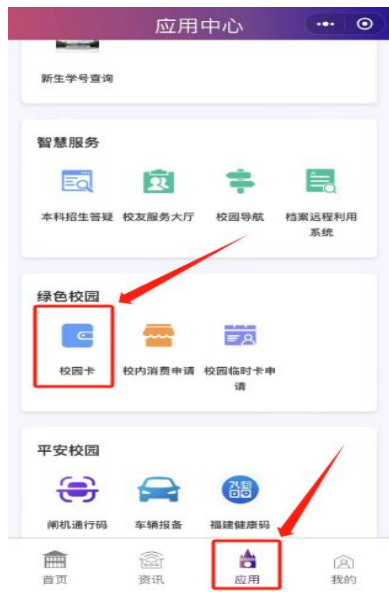 应用中心
新生学号查询
智慧服务
本科招生答疑 校友服务大厅 校园导航 档案远程利用
系统
绿色校园
校园卡 校内消费申请 校园临时卡申
请
平安校园
闸机通行码 车辆报备 福建健康码
首页 资讯 应用 我的